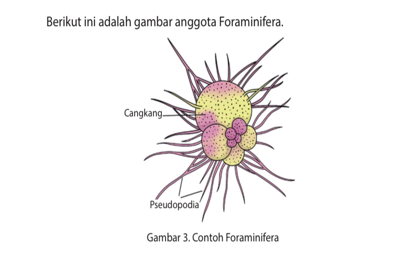 Berikut ini adalah gambar anggota Foraminifera.
Cangkang
Pseudopodia
Gambar 3. Contoh Foraminifera